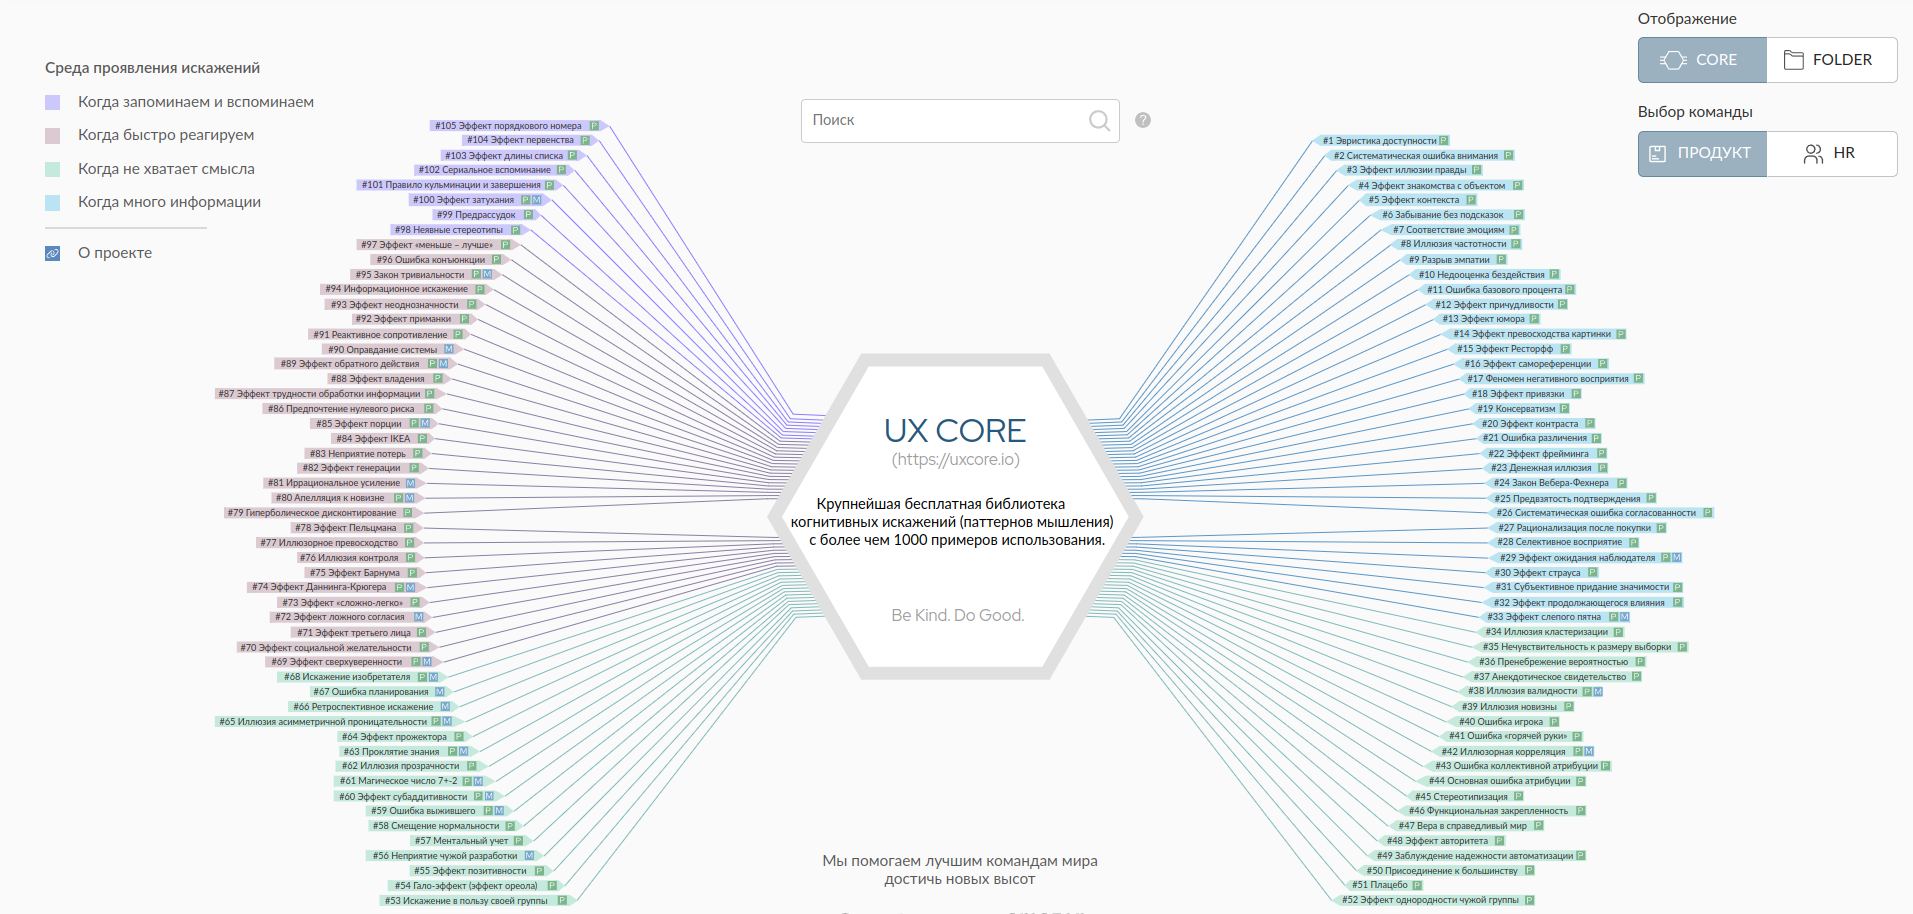 Отображение
CORE
FOLDER
Выбор команды
ПРОДУКТ
HR
Среда проявления искажений
Когда запоминаем и вспоминаем
Когда быстро реагируем
Когда не хватает смысла
Когда много информации
О проекте
Поиск
?
#105 Эффект порядкового номера P
#104 Эффект первенства P
#103 Эффект длины списка P
#102 Сериальное вспоминание P
#101 Правило кульминации и завершения P
#100 Эффект затухания P M
#99 Предрассудок P
#98 Неявные стереотипы P
#97 Эффект «меньше – лучше» P
#96 Ошибка конъюнкции P
#95 Закон тривиальности P M
#94 Информационное искажение P
#93 Эффект неоднозначности P
#92 Эффект приманки P
#91 Реактивное сопротивление P
#90 Оправдание системы M
#89 Эффект обратного действия P M
#88 Эффект владения P
#87 Эффект трудности обработки информации P
#86 Предпочтение нулевого риска P
#85 Эффект порции P M
#84 Эффект IKEA P
#83 Неприятие потерь P
#82 Эффект генерации P
#81 Иррациональное усиление M
#80 Апелляция к новизне P M
#79 Гиперболическое дисконтирование P
#78 Эффект Пельцмана P
#77 Иллюзорное превосходство P
#76 Иллюзия контроля P
#75 Эффект Барнума P
#74 Эффект Даннинга-Крюгера P M
#73 Эффект «сложно-легко» P
#72 Эффект ложного согласия M
#71 Эффект третьего лица P
#70 Эффект социальной желательности P
#69 Эффект сверхуверенности P M
#68 Искажение изобретателя P M
#67 Ошибка планирования M
#66 Ретроспективное искажение M
#65 Иллюзия асимметричной проницательности P M
#64 Эффект прожектора P
#63 Проклятие знания P M
#62 Иллюзия прозрачности P
#61 Магическое число 7+-2 P M
#60 Эффект субаддитивности P M
#59 Ошибка выжившего P M
#58 Смещение нормальности P
#57 Ментальный учет P
#56 Неприятие чужой разработки M
#55 Эффект позитивности P
#54 Гало-эффект (эффект ореола) P
#53 Искажение в пользу своей группы P
UX CORE
(https://uxcore.io)
Крупнейшая бесплатная библиотека
когнитивных искажений (паттернов мышления)
с более чем 1000 примеров использования.
Be Kind. Do Good.
Мы помогаем лучшим командам мира
достичь новых высот
#1 Эвристика доступности P
#2 Систематическая ошибка внимания P
#3 Эффект иллюзии правды P
#4 Эффект знакомства с объектом P
#5 Эффект контекста P
#6 Забывание без подсказок P
#7 Соответствие эмоциям P
#8 Иллюзия частотности P
#9 Разрыв эмпатии P
#10 Недооценка бездействия P
#11 Ошибка базового процента P
#12 Эффект причудливости P
#13 Эффект юмора P
#14 Эффект превосходства картинки P
#15 Эффект Ресторфф P
#16 Эффект самореференции P
#17 Феномен негативного восприятия P
#18 Эффект привязки P
#19 Консерватизм P
#20 Эффект контраста P
#21 Ошибка различения P
#22 Эффект фрейминга P
#23 Денежная иллюзия P
#24 Закон Вебера-Фехнера P
#25 Предвзятость подтверждения P
#26 Систематическая ошибка согласованности P
#27 Рационализация после покупки P
#28 Селективное восприятие P
#29 Эффект ожидания наблюдателя P M
#30 Эффект страуса P
#31 Субъективное придание значимости P
#32 Эффект продолжающегося влияния P
#33 Эффект слепого пятна P M
#34 Иллюзия кластеризации P
#35 Нечувствительность к размеру выборки P
#36 Пренебрежение вероятностью P
#37 Анекдотическое свидетельство P
#38 Иллюзия валидности P M
#39 Иллюзия новизны P
#40 Ошибка игрока P
#41 Ошибка «горячей руки» P
#42 Иллюзорная корреляция P M
#43 Ошибка коллективной атрибуции P
#44 Основная ошибка атрибуции P
#45 Стереотипизация P
#46 Функциональная закрепленность P
#47 Вера в справедливый мир P
#48 Эффект авторитета P
#49 Заблуждение надежности автоматизации P
#50 Присоединение к большинству P
#51 Плацебо P
#52 Эффект однородности чужой группы P